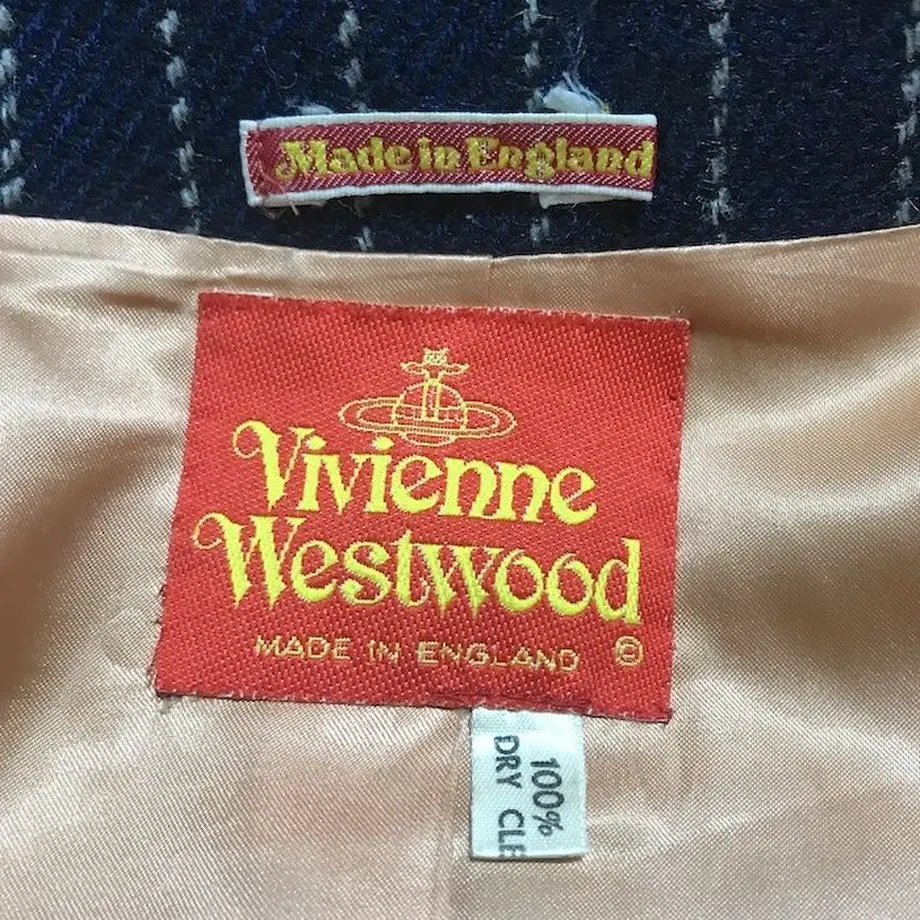 Made in England
Vivienne
Westwood
MADE IN ENGLAND ©
100%
DRY CLE